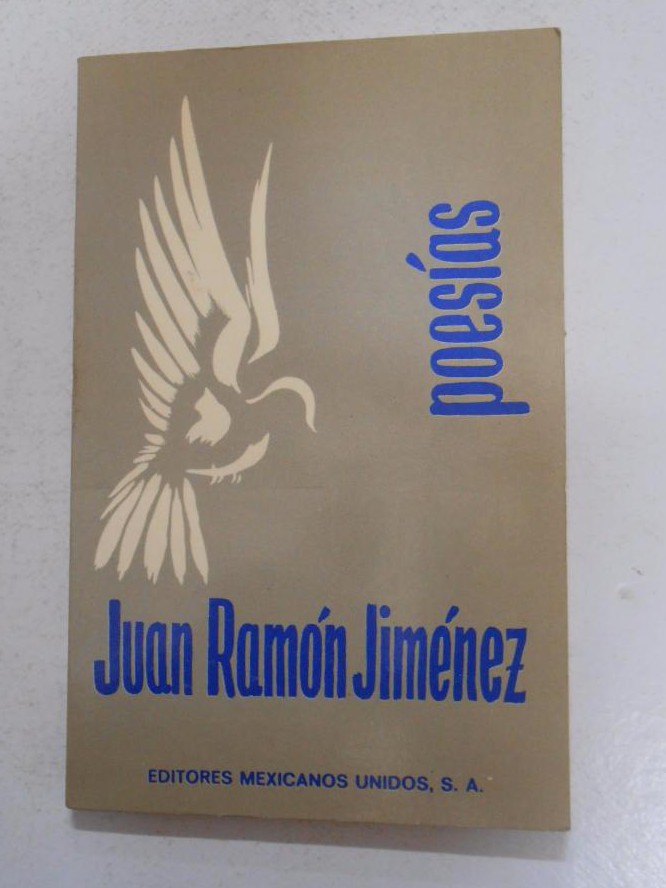 poesías
Juan Ramón Jiménez
EDITORES MEXICANOS UNIDOS, S. A.